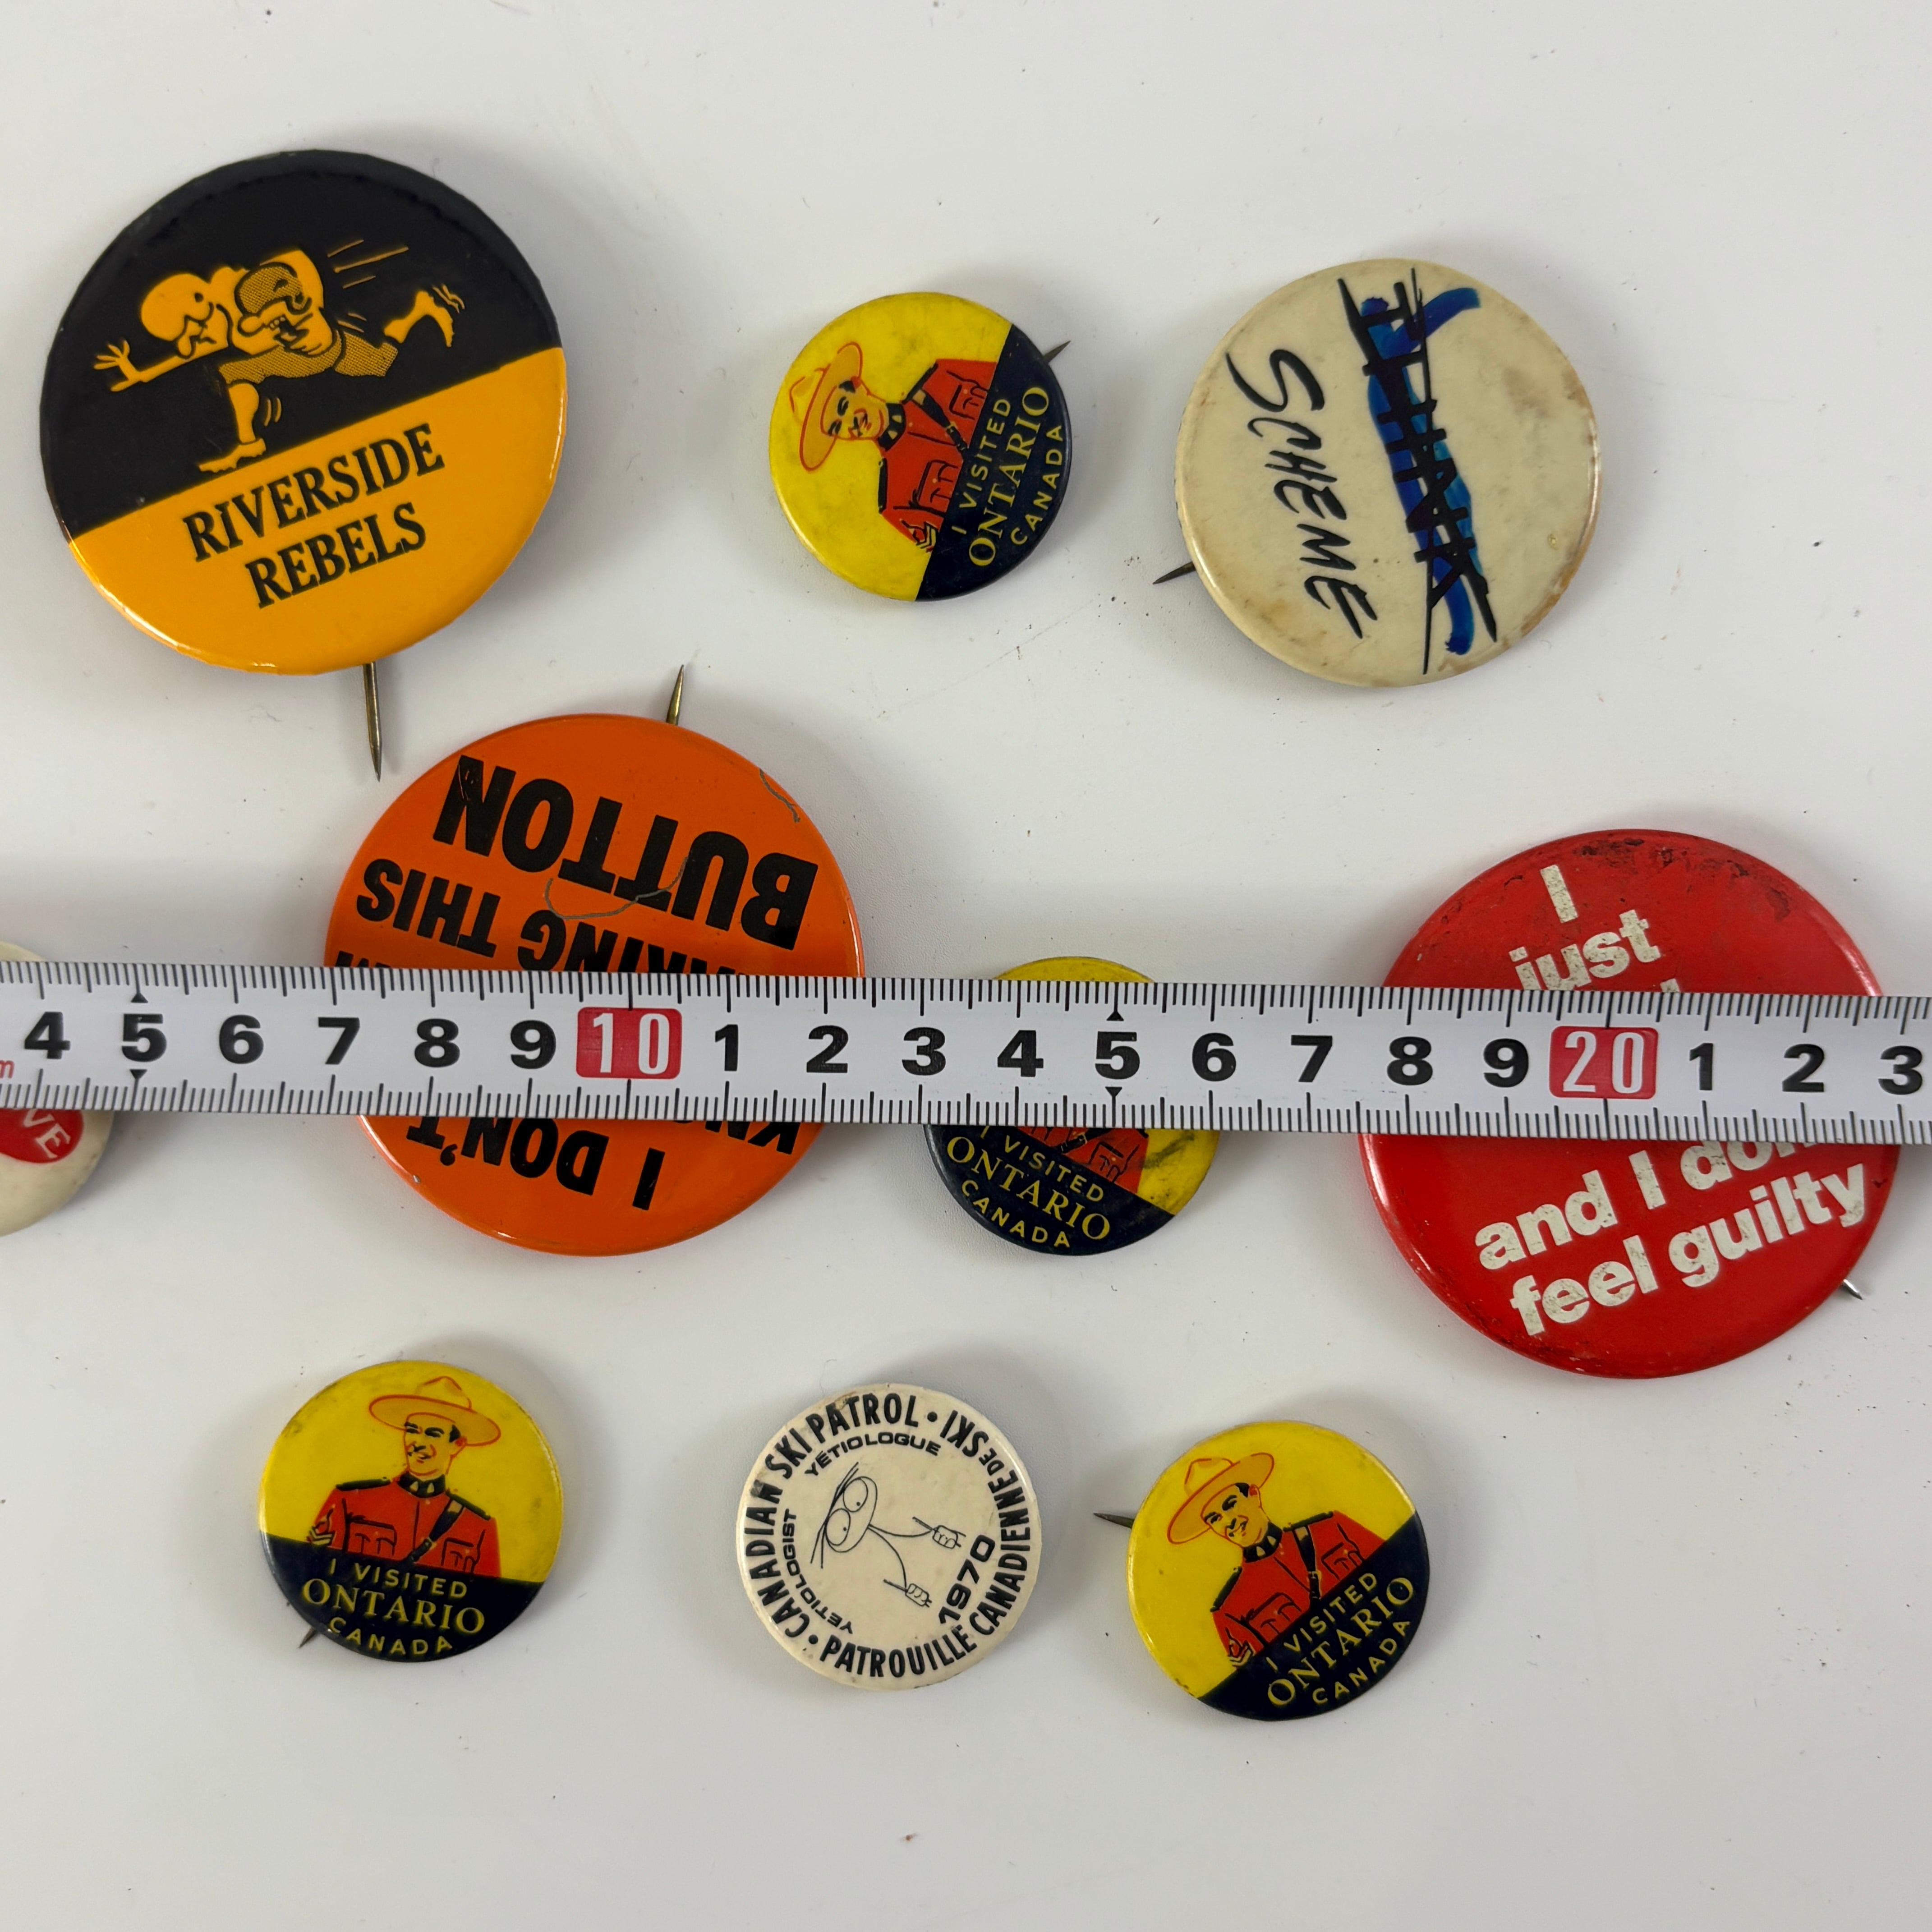 RIVERSIDE
REBELS
I VISITED
ONTARIO
CANADA
THINK
SCHEME
I DON'T
THIS
BUTTON
I
just
and I
feel guilty
4 5 6 7 8 9 10 1 2 3 4 5 6 7 8 9 20 1 2 3
I VISITED
ONTARIO
CANADA
I VISITED
ONTARIO
CANADA
CANADIAN SKI PATROL • PATROUILLE CANADIENNE DE SKI •
YETIOLOGIST
YÉTIOLOGUE
1970
I VISITED
ONTARIO
CANADA